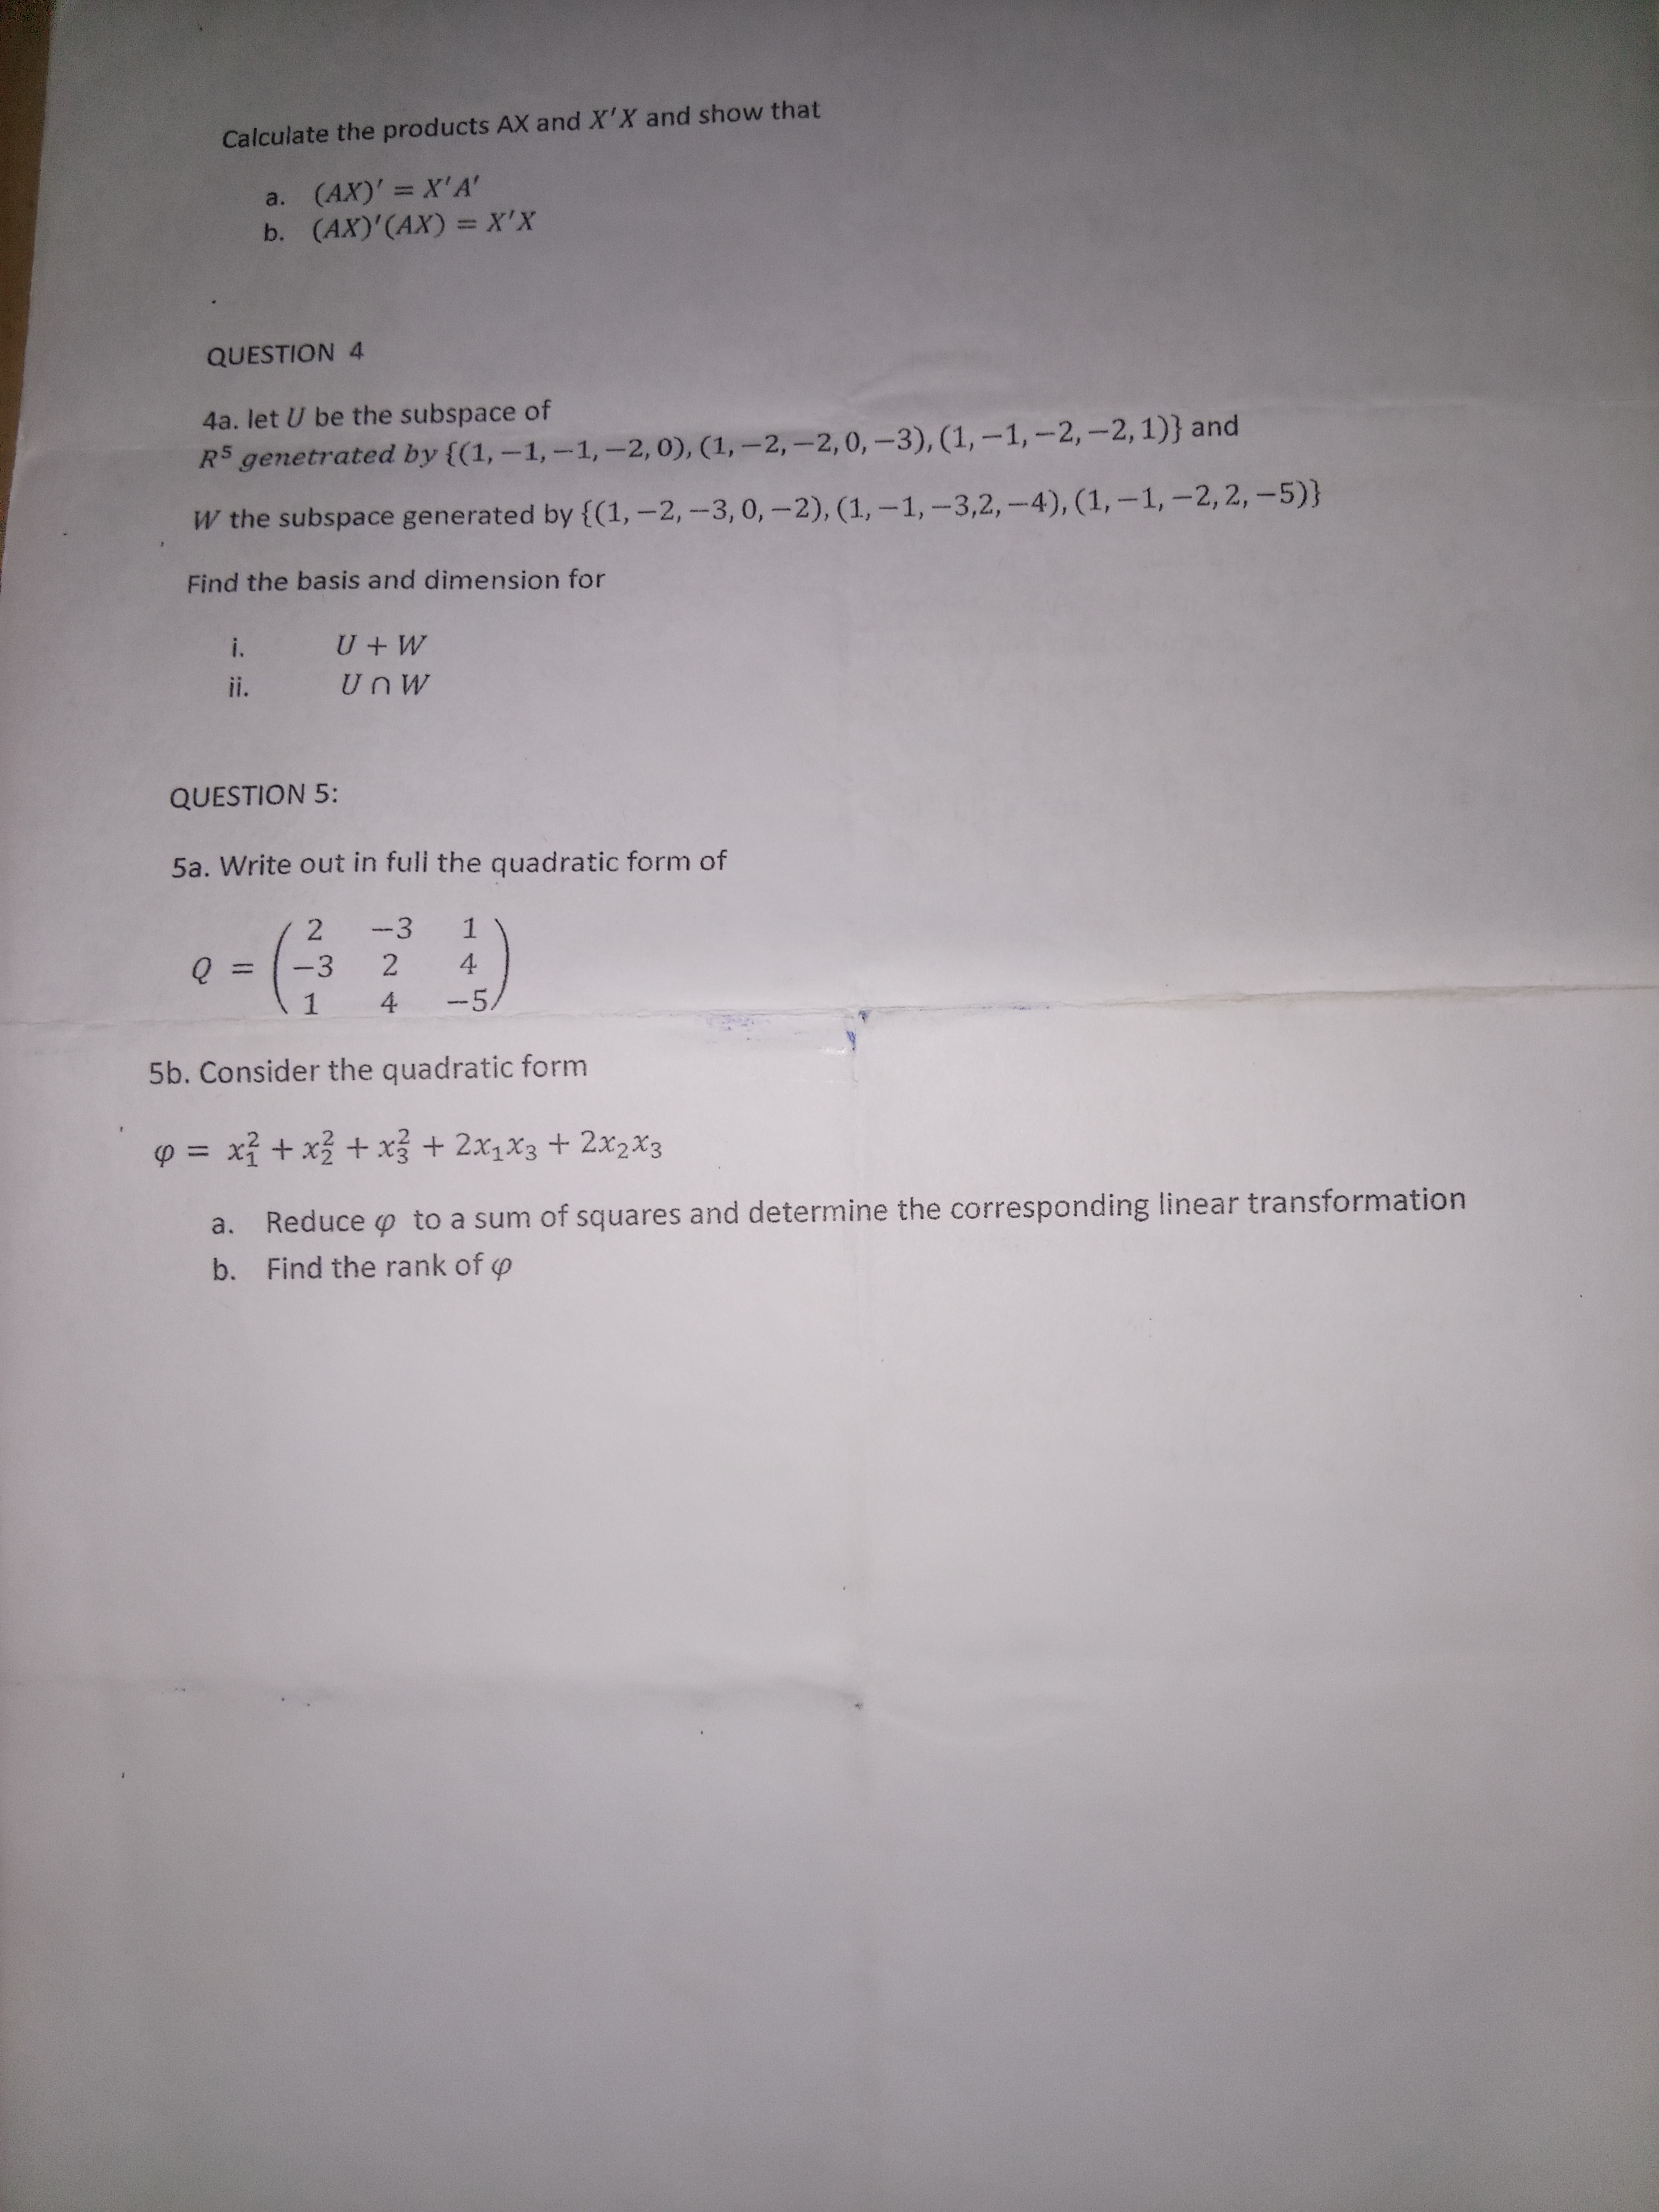 Calculate the products AX and X′X and show that
a. (AX)′ = X′A′
b. (AX)′(AX) = X′X
QUESTION 4
4a. let U be the subspace of
R⁵ genetrated by {(1, −1, −1, −2, 0), (1, −2, −2, 0, −3), (1, −1, −2, −2, 1)} and
W the subspace generated by {(1, −2, −3, 0, −2), (1, −1, −3,2, −4), (1, −1, −2, 2, −5)}
Find the basis and dimension for
i. U + W
ii. U ∩ W
QUESTION 5:
5a. Write out in full the quadratic form of
Q = ( 2 −3 1
−3 2 4
1 4 −5 )
5b. Consider the quadratic form
φ = x₁² + x₂² + x₃² + 2x₁x₃ + 2x₂x₃
a. Reduce φ to a sum of squares and determine the corresponding linear transformation
b. Find the rank of φ